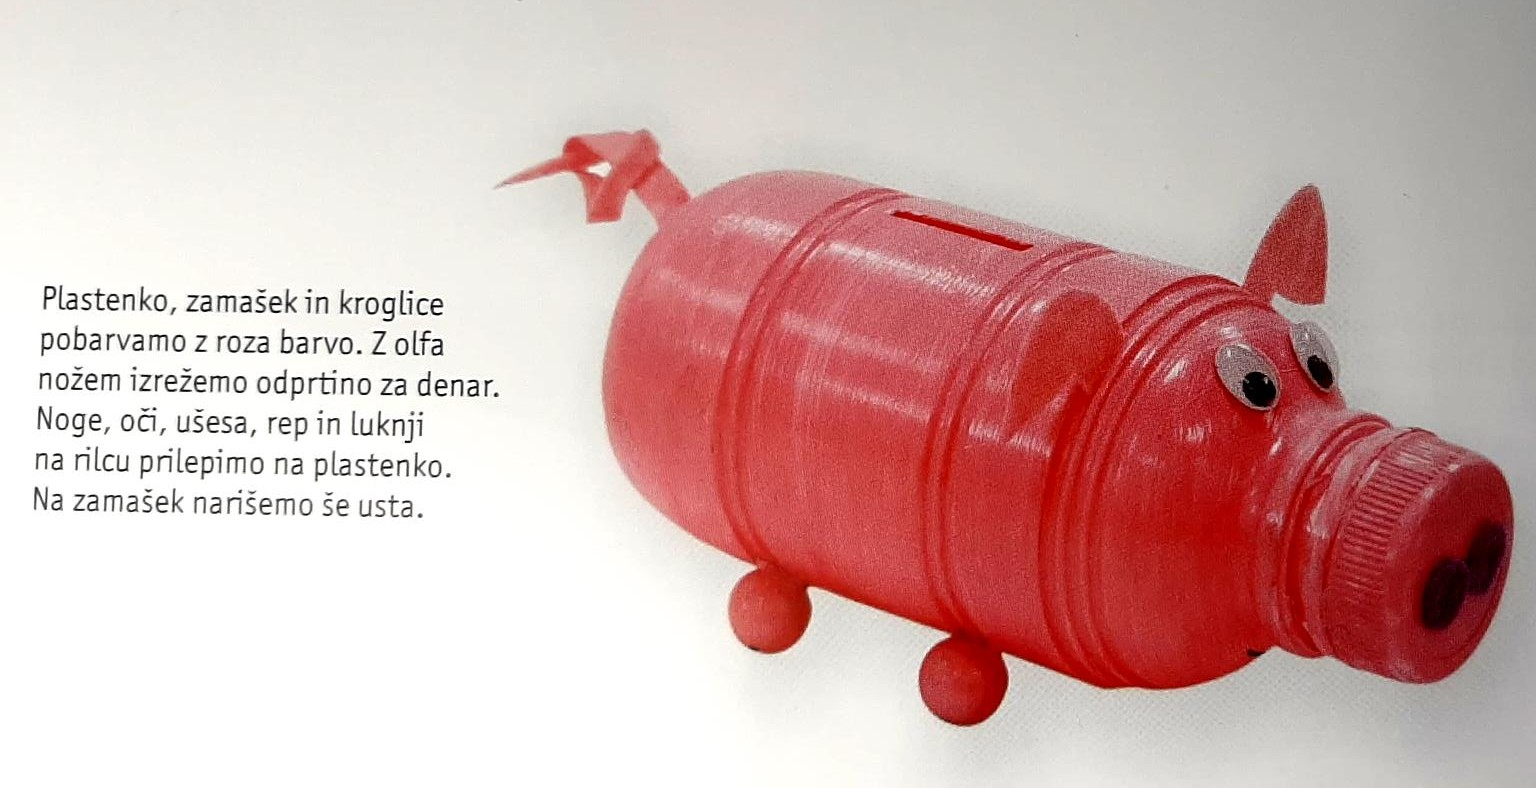 Plastenko, zamašek in kroglice
pobarvamo z roza barvo. Z olfa
nožem izrežemo odprtino za denar.
Noge, oči, ušesa, rep in luknji
na rilcu prilepimo na plastenko.
Na zamašek narišemo še usta.